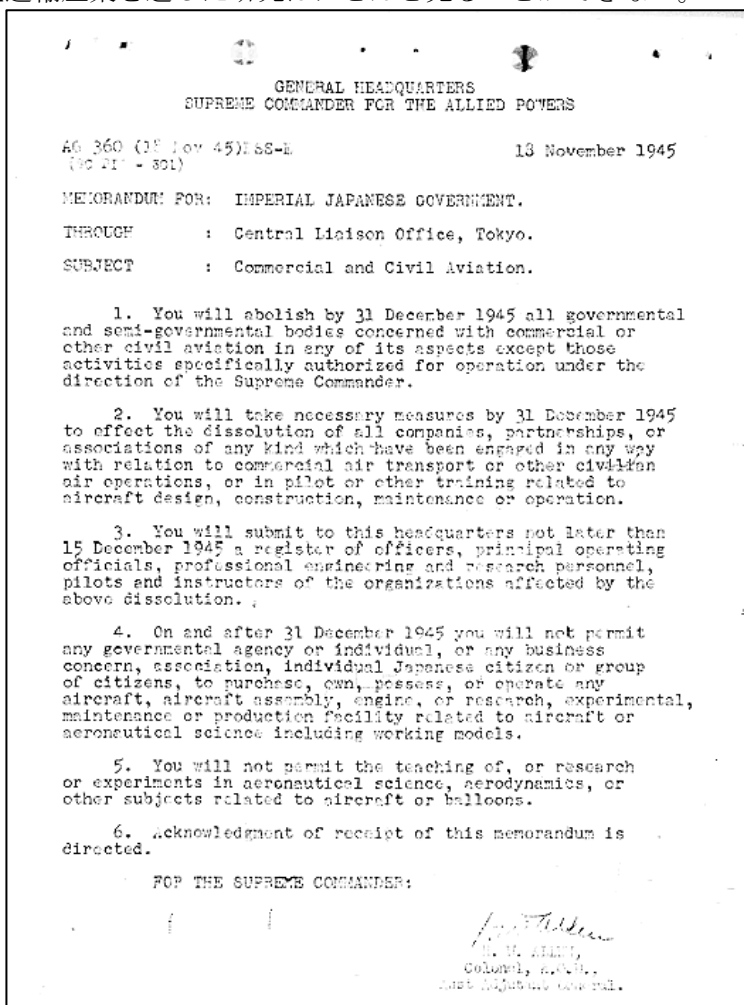 GENERAL HEADQUARTERS
SUPREME COMMANDER FOR THE ALLIED POWERS
AG 360 45)ESS-E
13 November 1945
MEMORANDUM FOR: IMPERIAL JAPANESE GOVERNMENT.
THROUGH : Central Liaison Office, Tokyo.
SUBJECT : Commercial and Civil Aviation.
1. You will abolish by 31 December 1945 all governmental
and semi-governmental bodies concerned with commercial or
other civil aviation in any of its aspects except those
activities specifically authorized for operation under the
direction of the Supreme Commander.
2. You will take necessary measures by 31 December 1945
to effect the dissolution of all companies, partnerships, or
associations of any kind which have been engaged in any way
with relation to commercial air transport or other civilian
air operations, or in pilot or other training related to
aircraft design, construction, maintenance or operation.
3. You will submit to this headquarters not later than
15 December 1945 a register of officers, principal operating
officials, professional engineering and research personnel,
pilots and instructors of the organizations affected by the
above dissolution.
4. On and after 31 December 1945 you will not permit
any governmental agency or individual, or any business
concern, association, individual Japanese citizen or group
of citizens, to purchase, own, possess, or operate any
aircraft, aircraft assembly, engine, or research, experimental,
maintenance or production facility related to aircraft or
aeronautical science including working models.
5. You will not permit the teaching of, or research
or experiments in aeronautical science, aerodynamics, or
other subjects related to aircraft or balloons.
6. Acknowledgment of receipt of this memorandum is
directed.
FOR THE SUPREME COMMANDER:
ALLEN,
Colonel,
Asst Adjutant General.